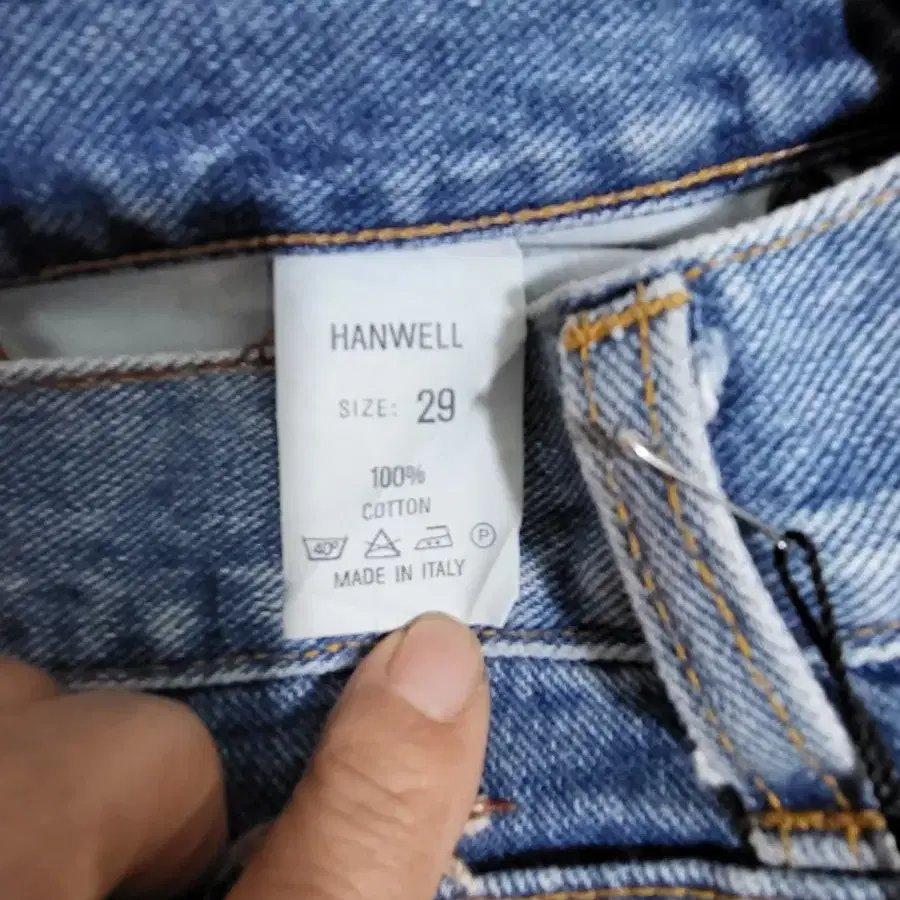 HANWELL
SIZE: 29
100%
COTTON
40° P
MADE IN ITALY